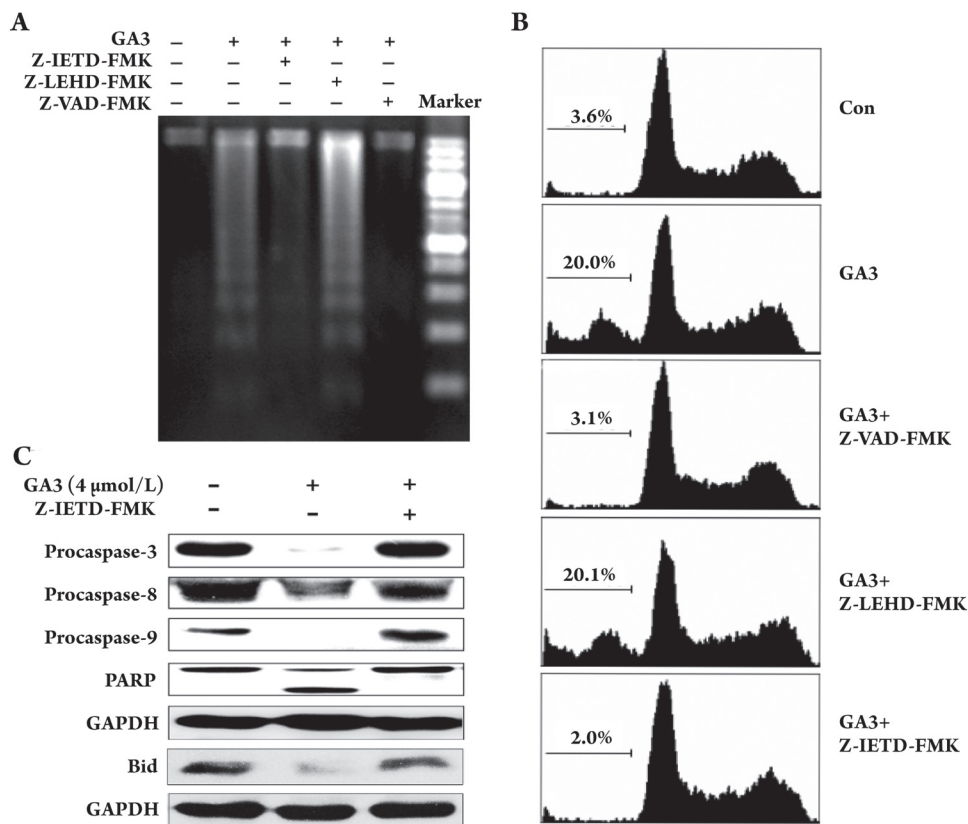 A
GA3 – + + + +
Z-IETD-FMK – – + – –
Z-LEHD-FMK – – – + –
Z-VAD-FMK – – – – + Marker
B
3.6% Con
20.0% GA3
3.1% GA3+
Z-VAD-FMK
20.1% GA3+
Z-LEHD-FMK
2.0% GA3+
Z-IETD-FMK
C
GA3 (4 μmol/L) – + +
Z-IETD-FMK – – +
Procaspase-3
Procaspase-8
Procaspase-9
PARP
GAPDH
Bid
GAPDH